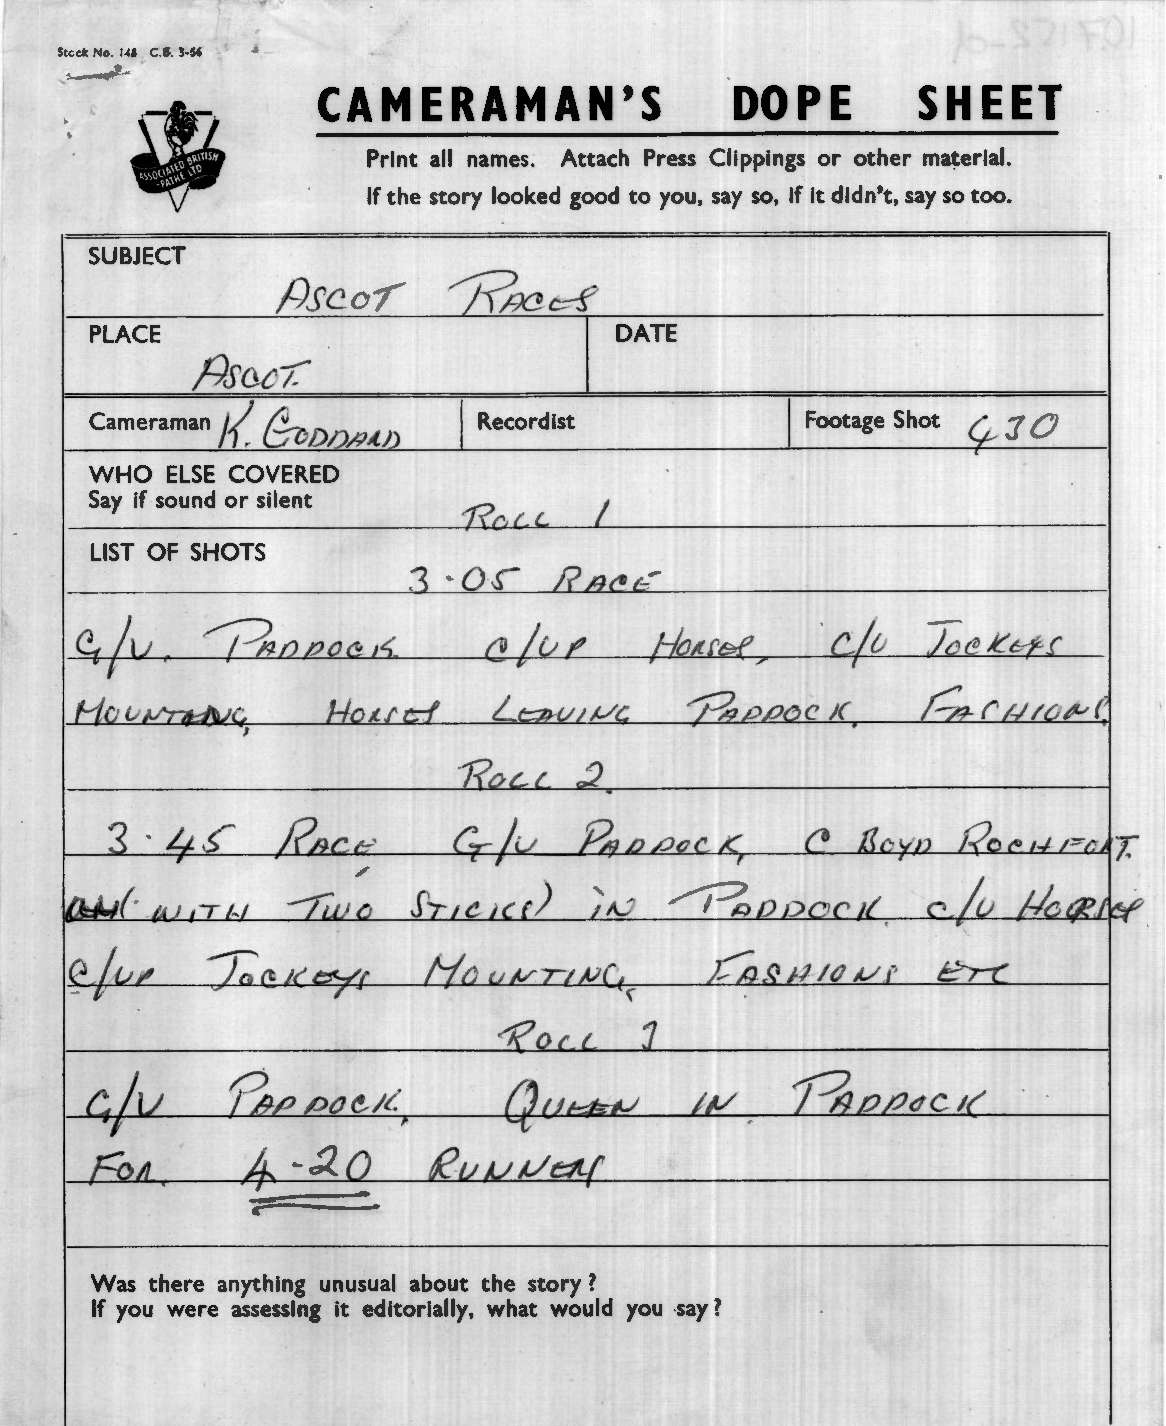 Stock No. 148 C.B. 3-56
CAMERAMAN'S DOPE SHEET
ASSOCIATED BRITISH
-PATHE LTD
Print all names. Attach Press Clippings or other material.
If the story looked good to you, say so, if it didn't, say so too.
SUBJECT
ASCOT RACES
PLACE
DATE
ASCOT.
Cameraman K. GODDARD
Recordist
Footage Shot 430
WHO ELSE COVERED
Say if sound or silent
ROLL 1
LIST OF SHOTS
3.05 RACE
G/V. PADDOCK C/UP HORSES, C/U JOCKEYS
MOUNTING, HORSES LEAVING PADDOCK. FASHIONS.
ROLL 2.
3.45 RACE, G/V PADDOCK, C BOYD ROCHFORT.
(WITH TWO STICKS) IN PADDOCK. C/U HORSES
C/UP JOCKEYS MOUNTING, FASHIONS ETC
ROLL 3
G/V PADDOCK, QUEEN IN PADDOCK
FOR 4-20 RUNNERS
Was there anything unusual about the story?
If you were assessing it editorially, what would you say?